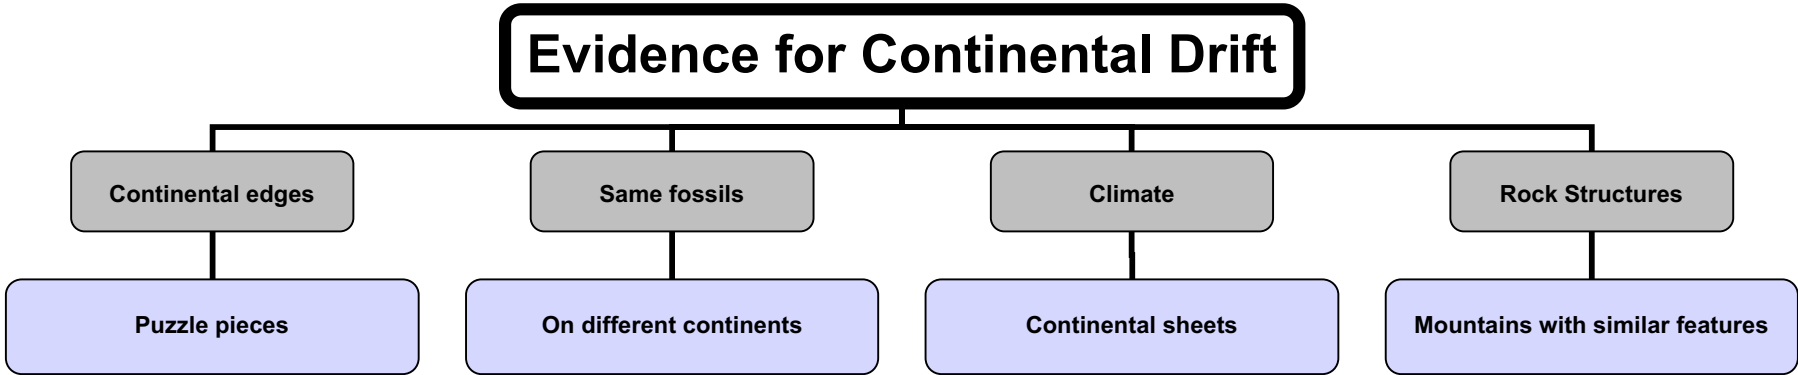 Evidence for Continental Drift
Continental edges
Same fossils
Climate
Rock Structures
Puzzle pieces
On different continents
Continental sheets
Mountains with similar features